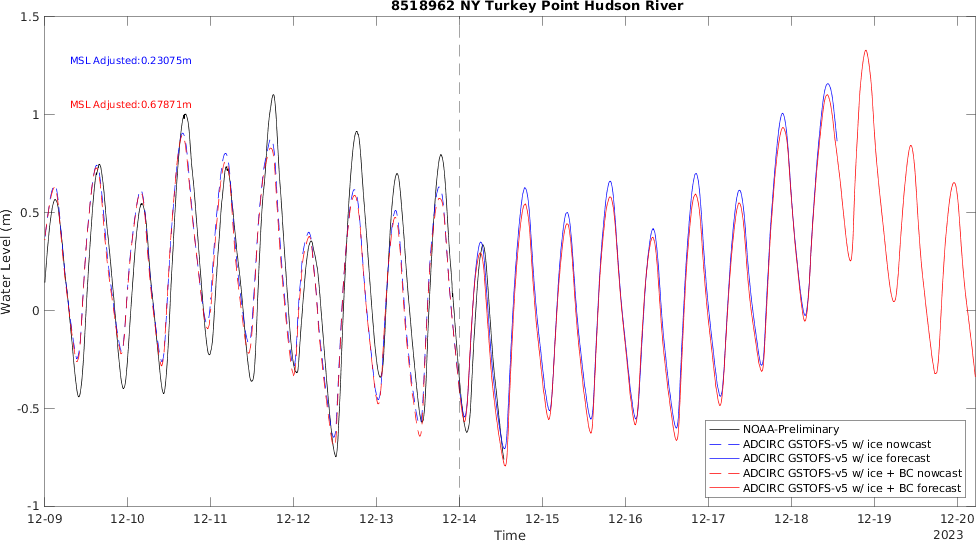 8518962 NY Turkey Point Hudson River
1.5
1
0.5
0
-0.5
-1
Water Level (m)
MSL Adjusted:0.23075m
MSL Adjusted:0.67871m
NOAA-Preliminary
ADCIRC GSTOFS-v5 w/ ice nowcast
ADCIRC GSTOFS-v5 w/ ice forecast
ADCIRC GSTOFS-v5 w/ ice + BC nowcast
ADCIRC GSTOFS-v5 w/ ice + BC forecast
12-09 12-10 12-11 12-12 12-13 12-14 12-15 12-16 12-17 12-18 12-19 12-20
Time
2023